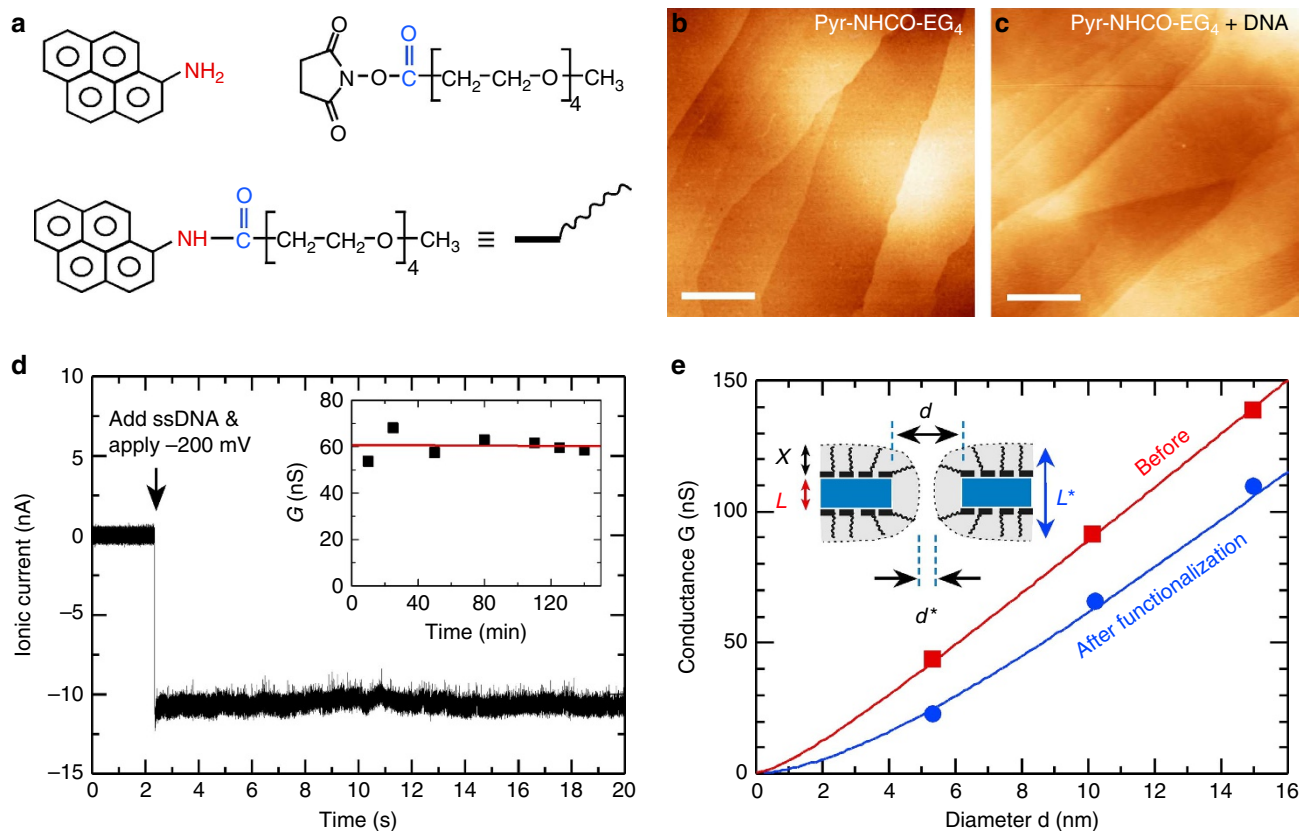 a
NH2
O
N
O
O
C
O
CH2
CH2
O
4
CH3
NH
O
C
CH2
CH2
O
4
CH3
≡
b
Pyr-NHCO-EG4
c
Pyr-NHCO-EG4 + DNA
d
Ionic current (nA)
10
5
0
–5
–10
–15
Add ssDNA &
apply –200 mV
G (nS)
80
60
40
20
0
0 40 80 120
Time (min)
0 2 4 6 8 10 12 14 16 18 20
Time (s)
e
Conductance G (nS)
150
100
50
0
d
X
L
L*
d*
Before
After functionalization
0 2 4 6 8 10 12 14 16
Diameter d (nm)